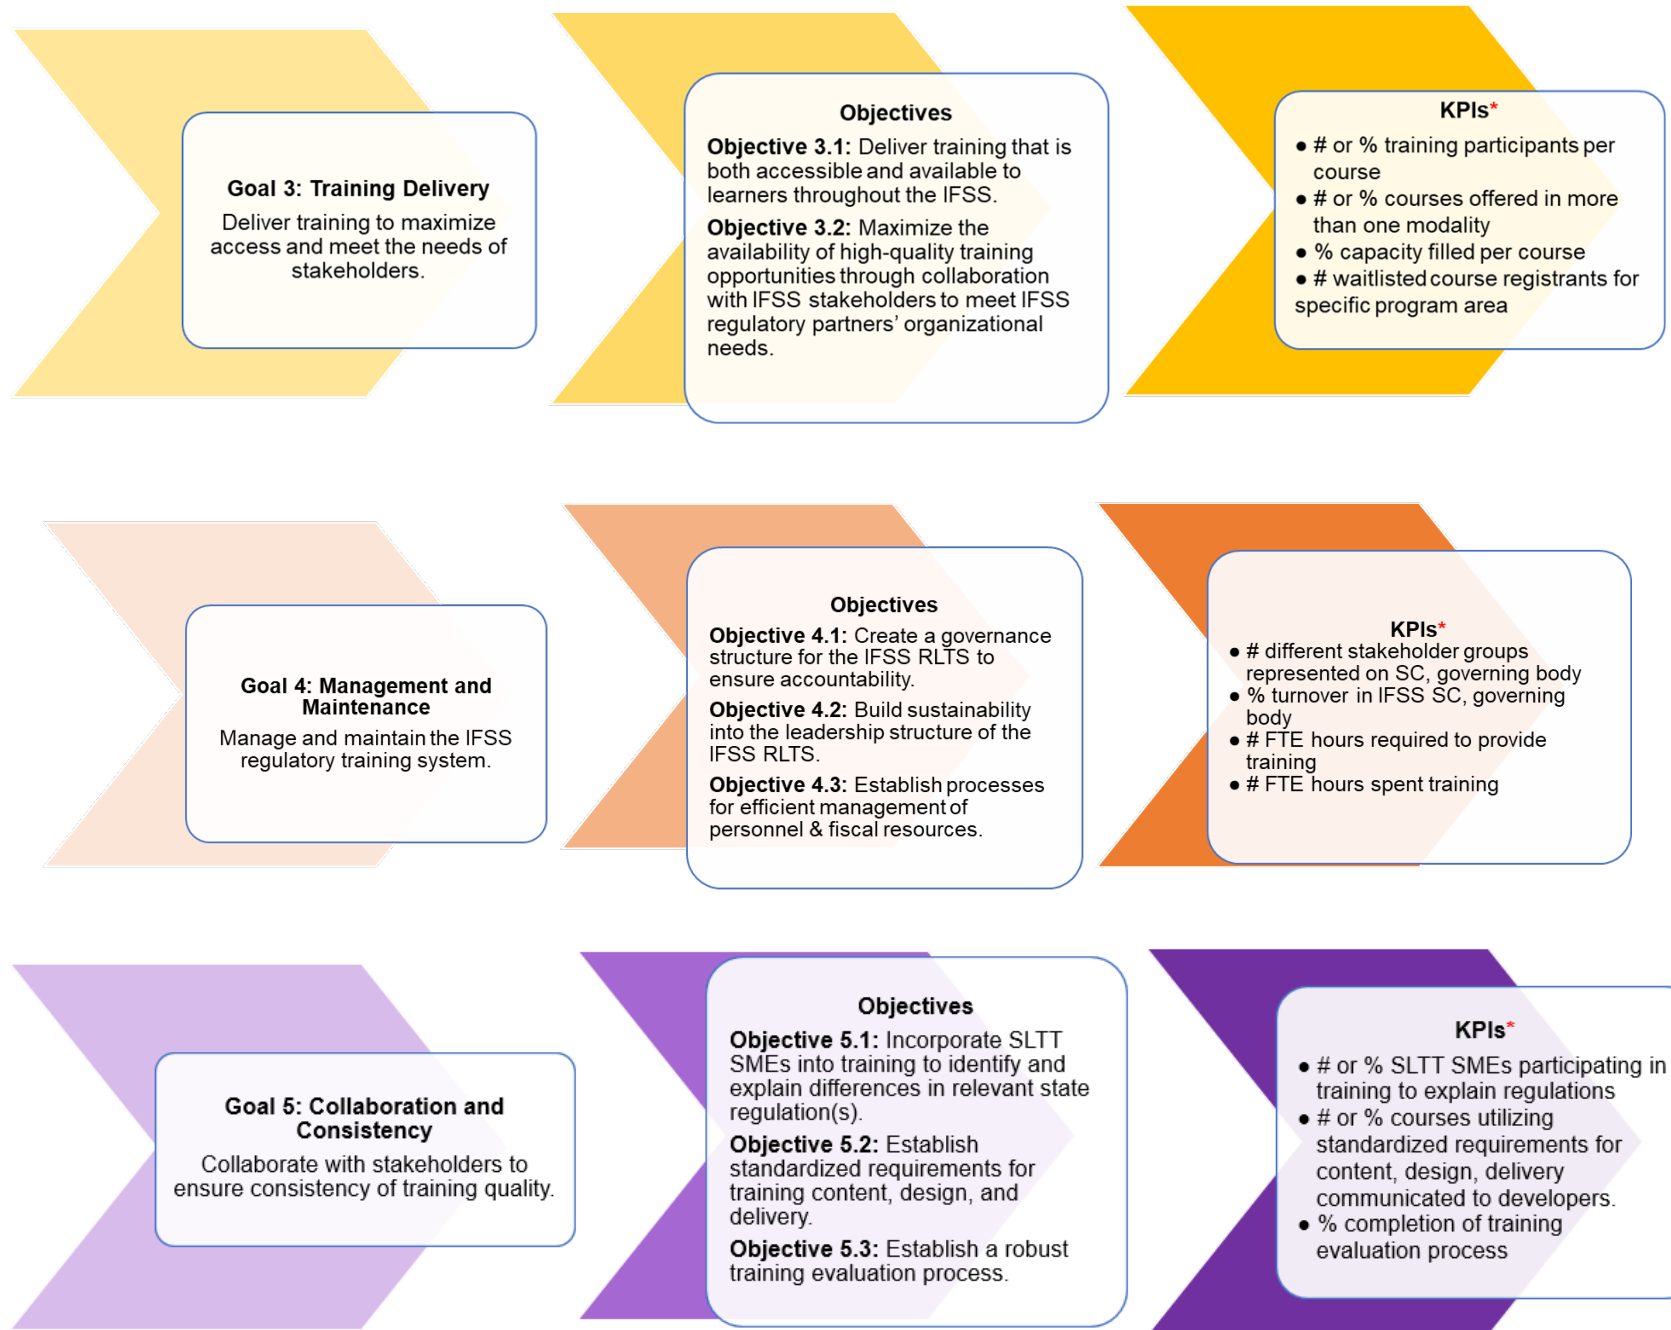 Goal 3: Training Delivery
Deliver training to maximize
access and meet the needs of
stakeholders.
Objectives
Objective 3.1: Deliver training that is
both accessible and available to
learners throughout the IFSS.
Objective 3.2: Maximize the
availability of high-quality training
opportunities through collaboration
with IFSS stakeholders to meet IFSS
regulatory partners’ organizational
needs.
KPIs*
● # or % training participants per
course
● # or % courses offered in more
than one modality
● % capacity filled per course
● # waitlisted course registrants for
specific program area
Goal 4: Management and
Maintenance
Manage and maintain the IFSS
regulatory training system.
Objectives
Objective 4.1: Create a governance
structure for the IFSS RLTS to
ensure accountability.
Objective 4.2: Build sustainability
into the leadership structure of the
IFSS RLTS.
Objective 4.3: Establish processes
for efficient management of
personnel & fiscal resources.
KPIs*
● # different stakeholder groups
represented on SC, governing body
● % turnover in IFSS SC, governing
body
● # FTE hours required to provide
training
● # FTE hours spent training
Goal 5: Collaboration and
Consistency
Collaborate with stakeholders to
ensure consistency of training quality.
Objectives
Objective 5.1: Incorporate SLTT
SMEs into training to identify and
explain differences in relevant state
regulation(s).
Objective 5.2: Establish
standardized requirements for
training content, design, and
delivery.
Objective 5.3: Establish a robust
training evaluation process.
KPIs*
● # or % SLTT SMEs participating in
training to explain regulations
● # or % courses utilizing
standardized requirements for
content, design, delivery
communicated to developers.
● % completion of training
evaluation process